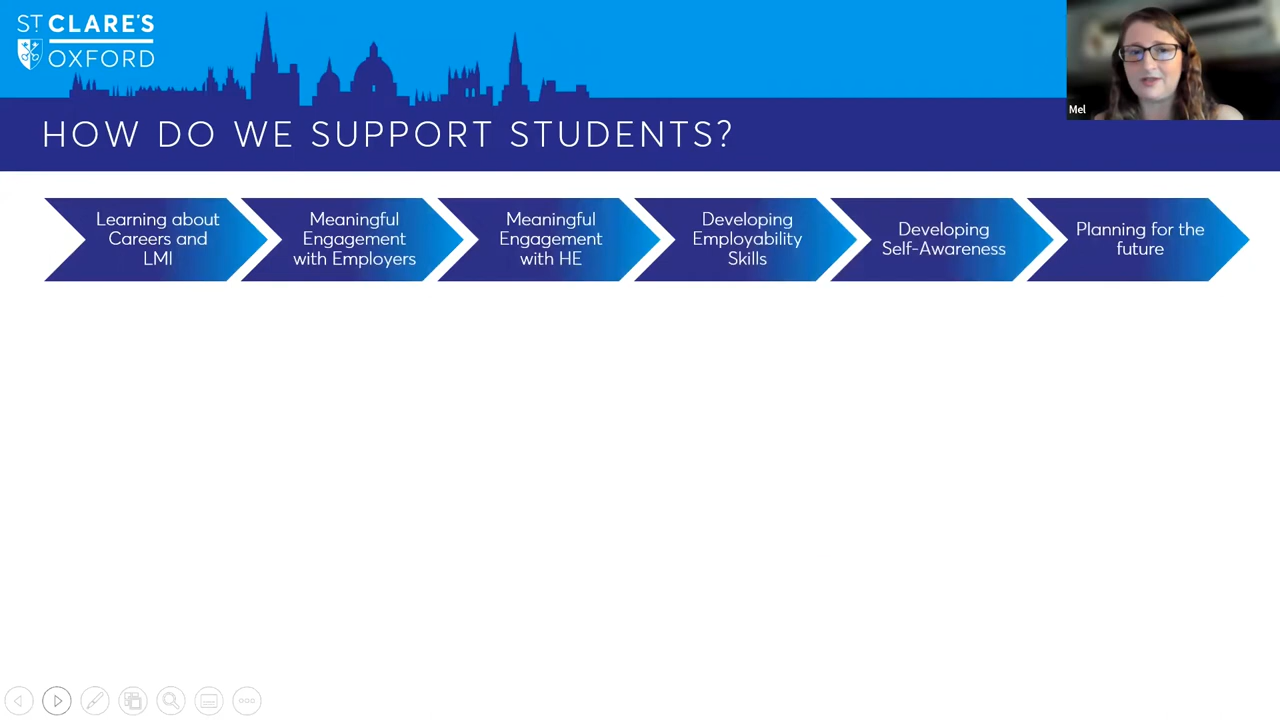 ST CLARE'S
OXFORD
Mel
HOW DO WE SUPPORT STUDENTS?
Learning about
Careers and
LMI
Meaningful
Engagement
with Employers
Meaningful
Engagement
with HE
Developing
Employability
Skills
Developing
Self-Awareness
Planning for the
future